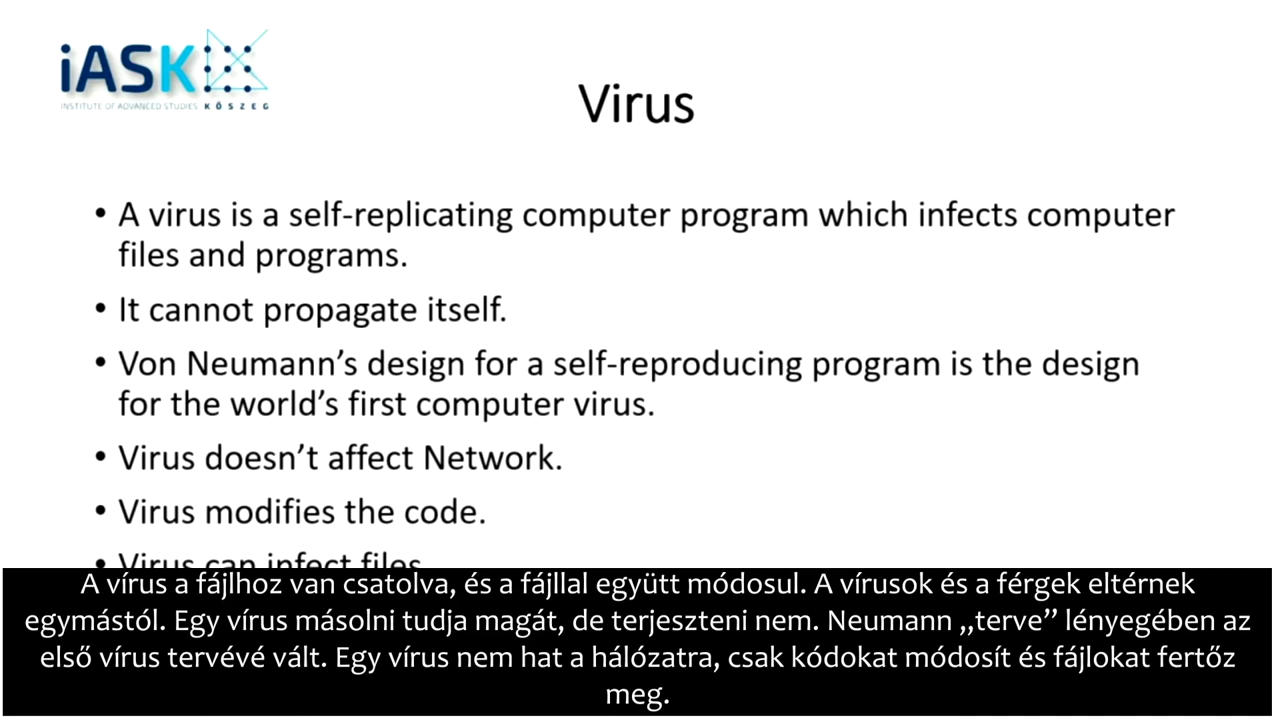 iASK
INSTITUTE OF ADVANCED STUDIES KŐSZEG
Virus
• A virus is a self-replicating computer program which infects computer
files and programs.
• It cannot propagate itself.
• Von Neumann’s design for a self-reproducing program is the design
for the world’s first computer virus.
• Virus doesn’t affect Network.
• Virus modifies the code.
• Virus can infect files
A vírus a fájlhoz van csatolva, és a fájllal együtt módosul. A vírusok és a férgek eltérnek
egymástól. Egy vírus másolni tudja magát, de terjeszteni nem. Neumann „terve” lényegében az
első vírus tervévé vált. Egy vírus nem hat a hálózatra, csak kódokat módosít és fájlokat fertőz
meg.